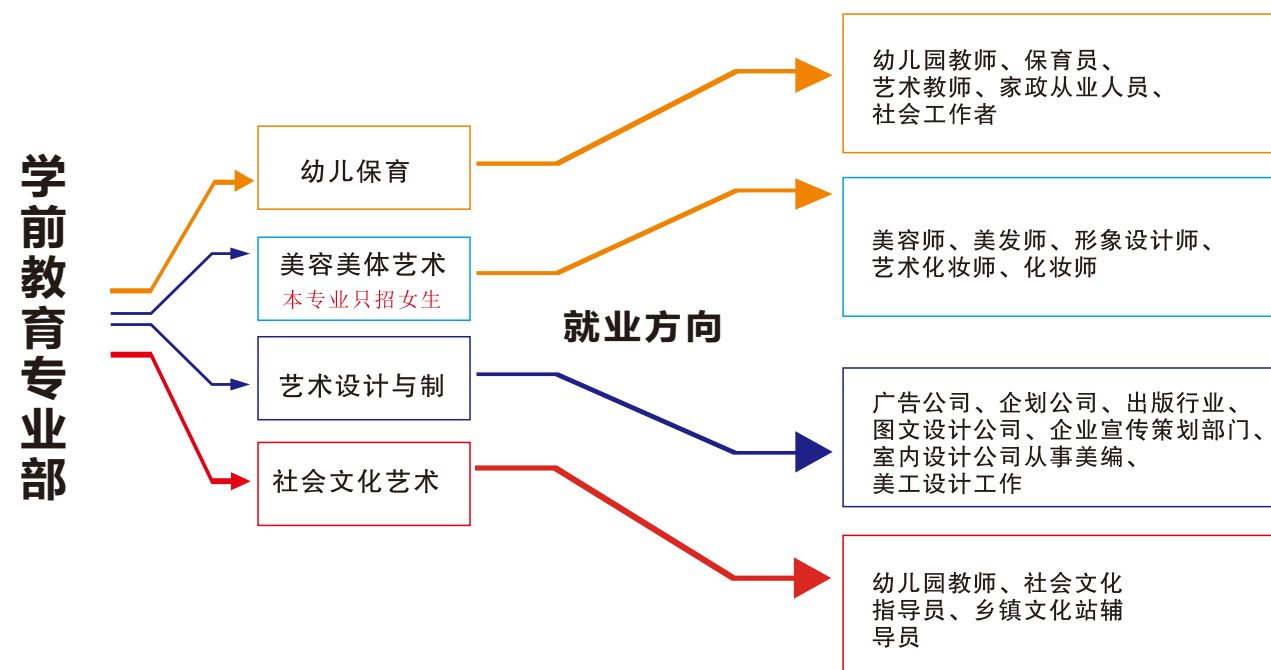 学前教育专业部
幼儿保育
美容美体艺术
本专业只招女生
艺术设计与制
社会文化艺术
就业方向
幼儿园教师、保育员、
艺术教师、家政从业人员、
社会工作者
美容师、美发师、形象设计师、
艺术化妆师、化妆师
广告公司、企划公司、出版行业、
图文设计公司、企业宣传策划部门、
室内设计公司从事美编、
美工设计工作
幼儿园教师、社会文化
指导员、乡镇文化站辅
导员